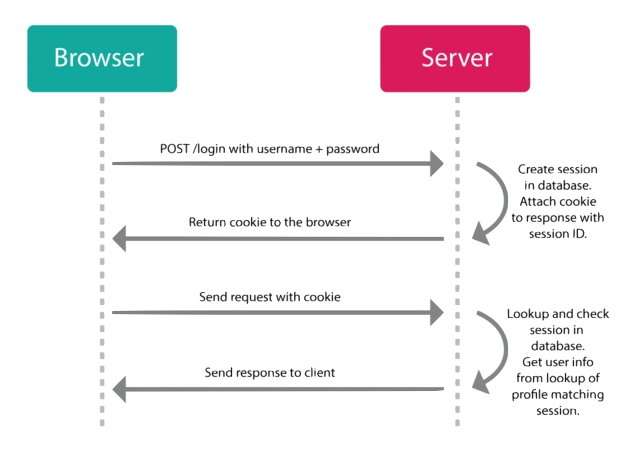 Browser
Server
POST /login with username + password
Create session
in database.
Attach cookie
to response with
session ID.
Return cookie to the browser
Send request with cookie
Lookup and check
session in
database.
Get user info
from lookup of
profile matching
session.
Send response to client